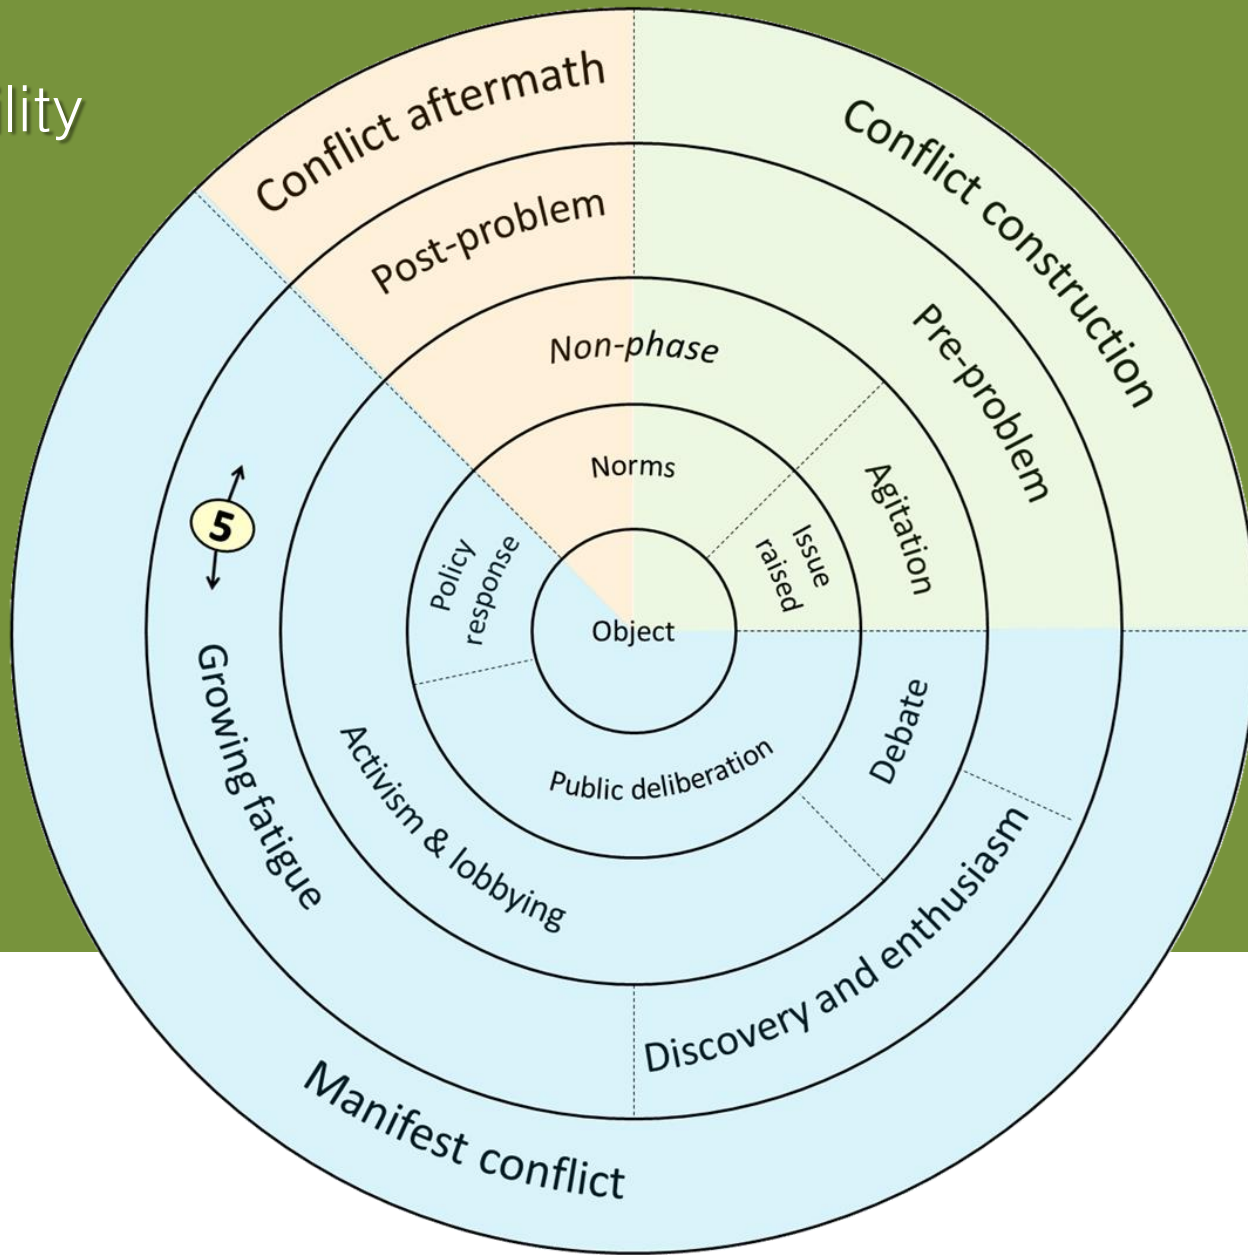 lity
Conflict aftermath
Conflict construction
Post-problem
Pre-problem
Non-phase
Agitation
Norms
Issue
raised
Policy
response
Object
5
Growing fatigue
Activism & lobbying
Public deliberation
Debate
Discovery and enthusiasm
Manifest conflict